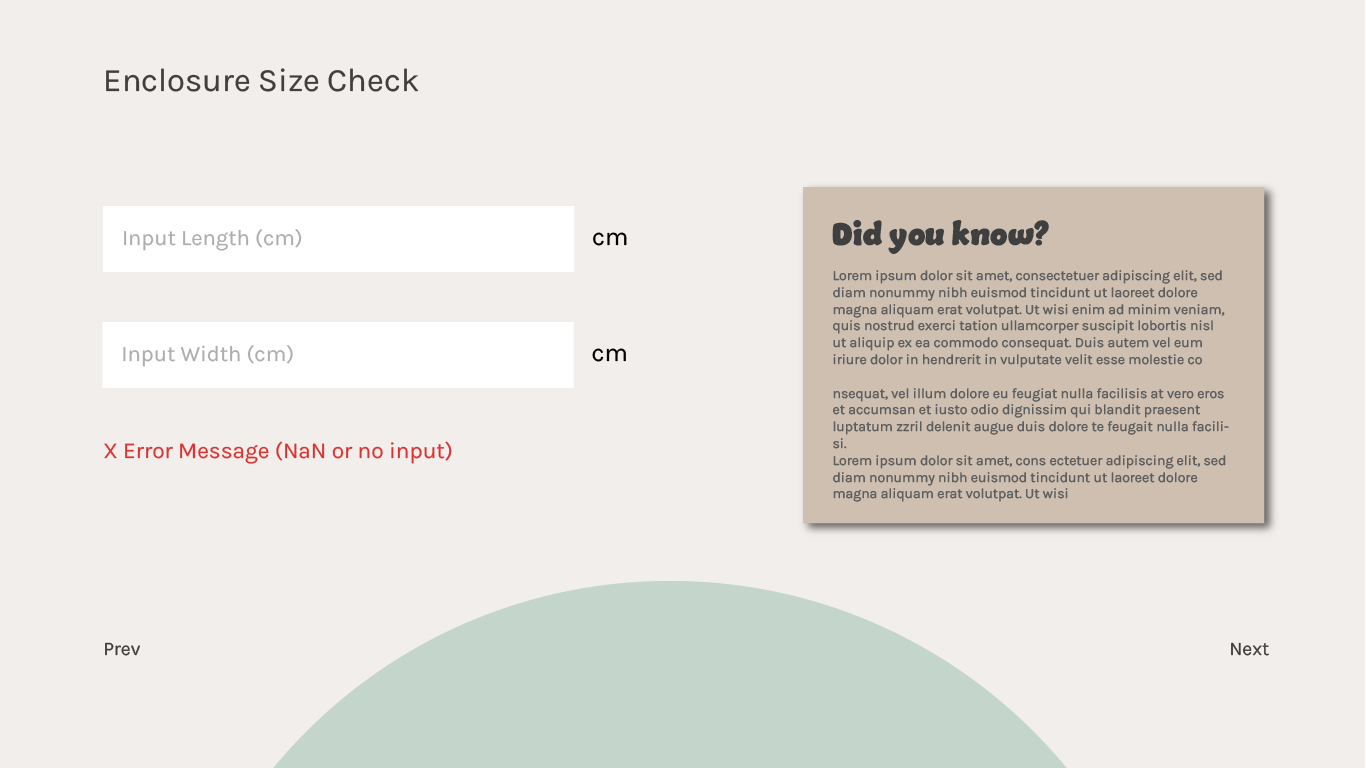 Enclosure Size Check
Input Length (cm)
cm
Input Width (cm)
cm
X Error Message (NaN or no input)
Did you know?
Lorem ipsum dolor sit amet, consectetuer adipiscing elit, sed
diam nonummy nibh euismod tincidunt ut laoreet dolore
magna aliquam erat volutpat. Ut wisi enim ad minim veniam,
quis nostrud exerci tation ullamcorper suscipit lobortis nisl
ut aliquip ex ea commodo consequat. Duis autem vel eum
iriure dolor in hendrerit in vulputate velit esse molestie co
nsequat, vel illum dolore eu feugiat nulla facilisis at vero eros
et accumsan et iusto odio dignissim qui blandit praesent
luptatum zzril delenit augue duis dolore te feugait nulla facili-
si.
Lorem ipsum dolor sit amet, cons ectetuer adipiscing elit, sed
diam nonummy nibh euismod tincidunt ut laoreet dolore
magna aliquam erat volutpat. Ut wisi
Prev
Next